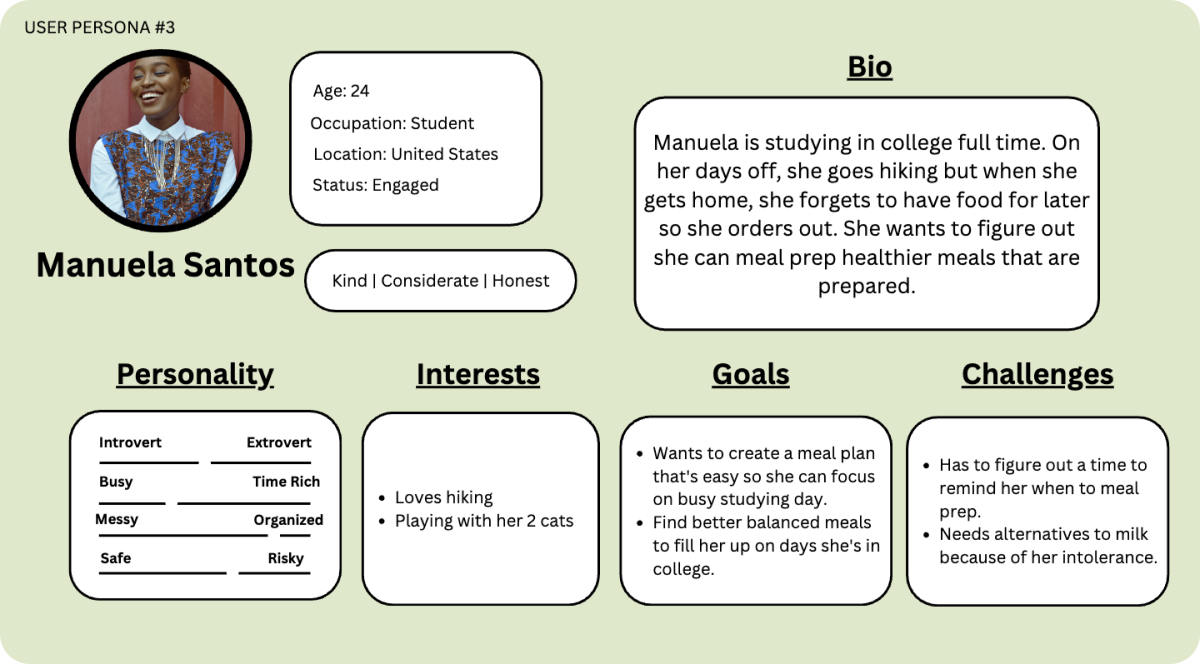 USER PERSONA #3
Age: 24
Occupation: Student
Location: United States
Status: Engaged
Manuela Santos
Kind | Considerate | Honest
Bio
Manuela is studying in college full time. On
her days off, she goes hiking but when she
gets home, she forgets to have food for later
so she orders out. She wants to figure out
she can meal prep healthier meals that are
prepared.
Personality
Introvert Extrovert
Busy Time Rich
Messy Organized
Safe Risky
Interests
• Loves hiking
• Playing with her 2 cats
Goals
• Wants to create a meal plan
that's easy so she can focus
on busy studying day.
• Find better balanced meals
to fill her up on days she's in
college.
Challenges
• Has to figure out a time to
remind her when to meal
prep.
• Needs alternatives to milk
because of her intolerance.